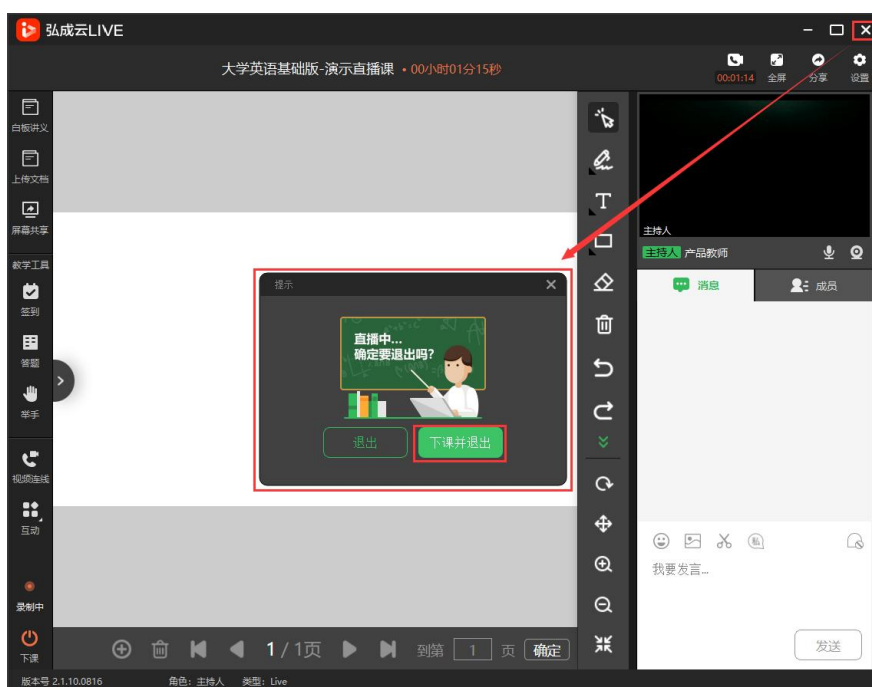 弘成云LIVE
大学英语基础版-演示直播课 • 00小时01分15秒
00:01:14 全屏 分享 设置
白板讲义
上传文档
屏幕共享
教学工具
签到
答题
举手
视频连线
互动
录制中
下课
T
提示
直播中...
确定要退出吗?
退出 下课并退出
主持人
主持人 产品教师
消息 成员
私
我要发言...
发送
1 / 1页 到第 1 页 确定
版本号 2.1.10.0816 角色: 主持人 类型: Live